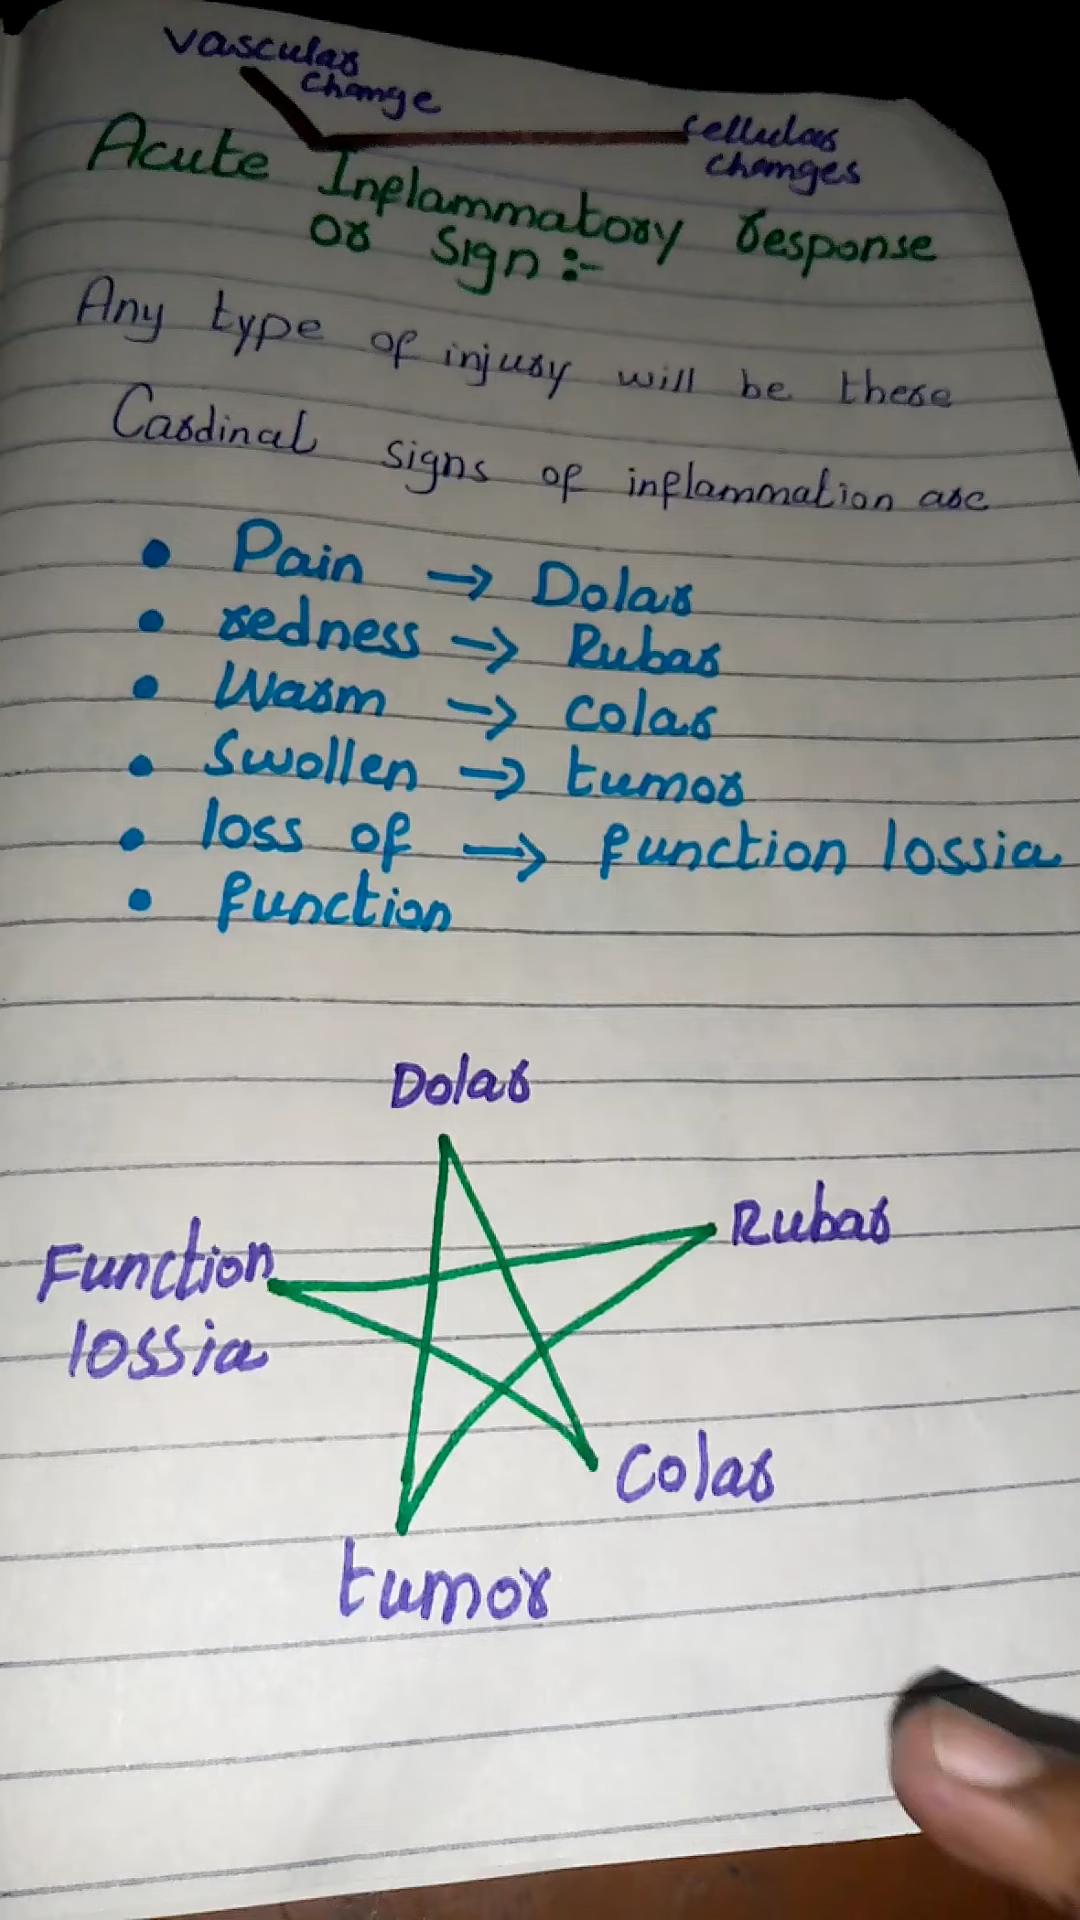 Vascular
change
cellular
changes
Acute Inflammatory response
or Sign :-
Any type of injury will be these
Cardinal signs of inflammation are
• Pain → Dolar
• redness → Rubar
• Warm → colar
• Swollen → tumor
• loss of → function lossia
• function
Dolar
Rubar
Function
lossia
Colar
tumor